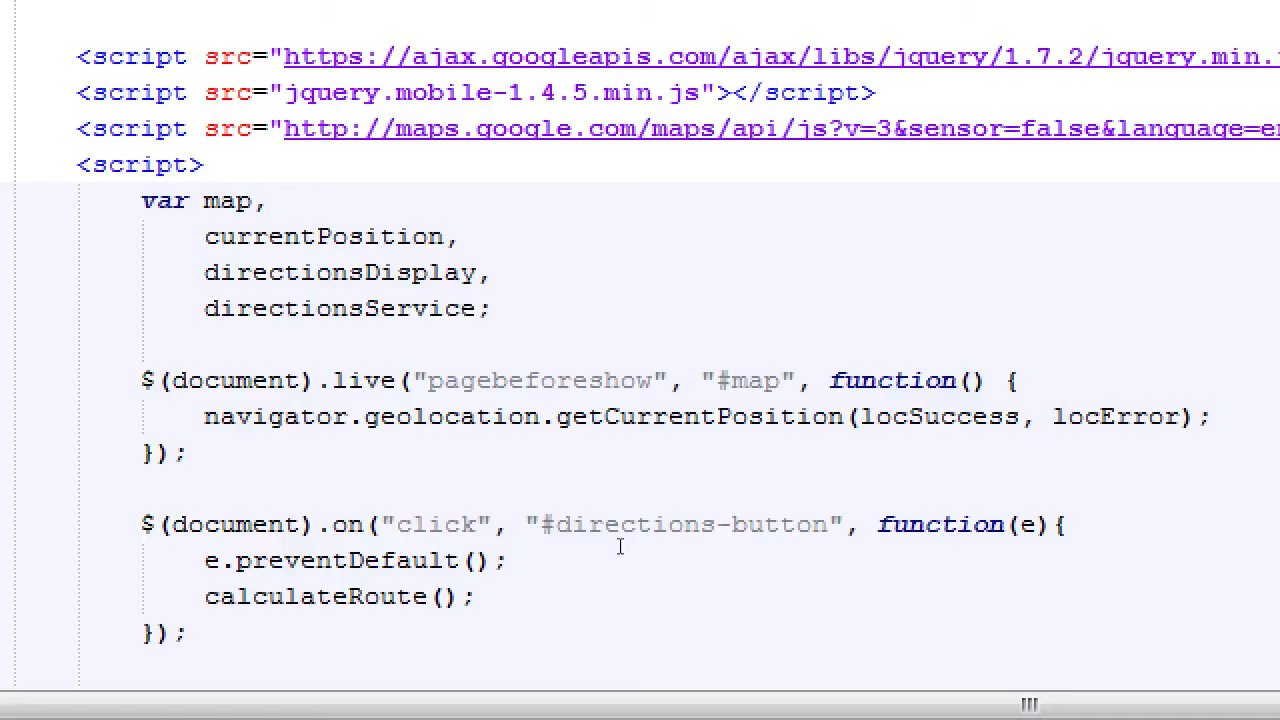 <script src="https://ajax.googleapis.com/ajax/libs/jquery/1.7.2/jquery.min.
<script src="jquery.mobile-1.4.5.min.js"></script>
<script src="http://maps.google.com/maps/api/js?v=3&sensor=false&language=en
<script>
var map,
currentPosition,
directionsDisplay,
directionsService;
$(document).live("pagebeforeshow", "#map", function() {
navigator.geolocation.getCurrentPosition(locSuccess, locError);
});
$(document).on("click", "#directions-button", function(e){
e.preventDefault();
calculateRoute();
});